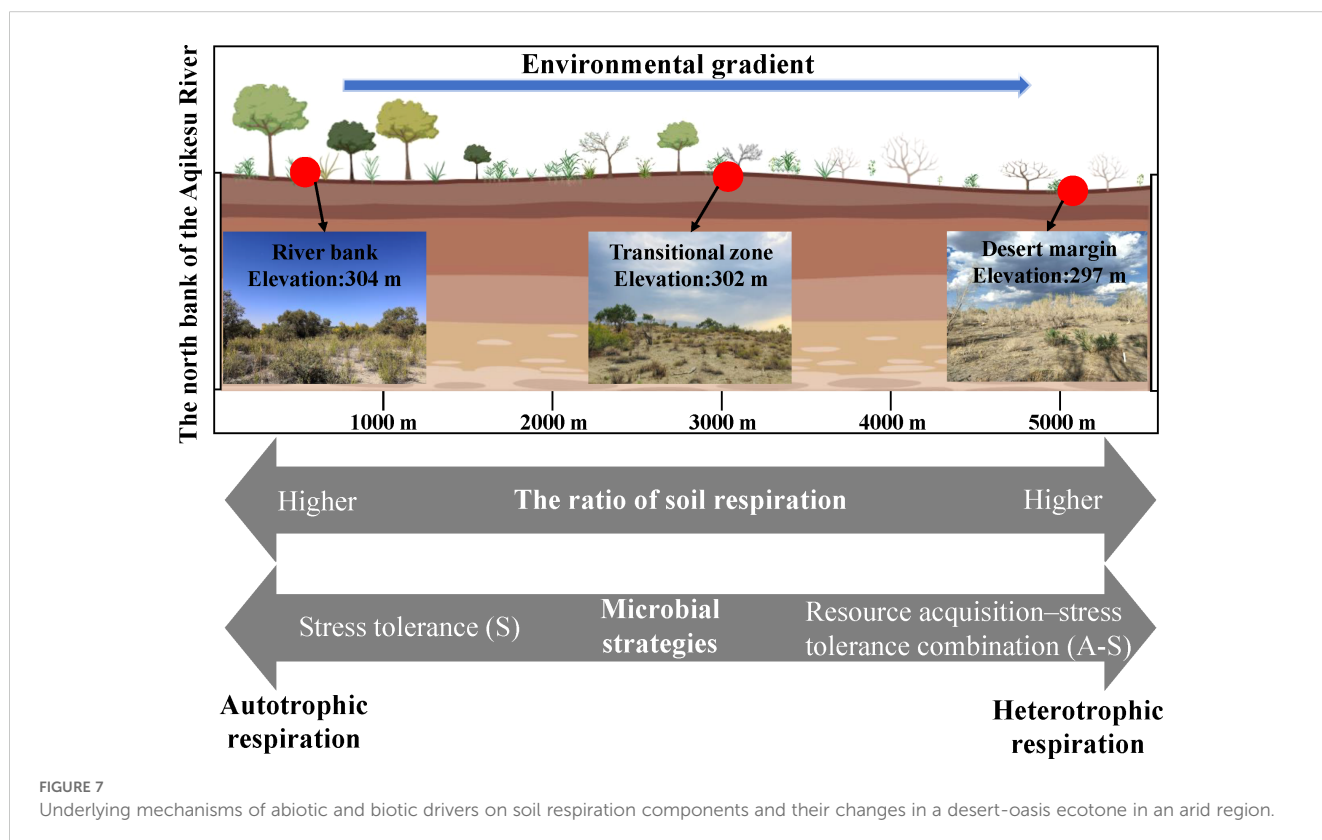 The north bank of the Aqikesu River
Environmental gradient
River bank
Elevation:304 m
Transitional zone
Elevation:302 m
Desert margin
Elevation:297 m
1000 m
2000 m
3000 m
4000 m
5000 m
Higher
The ratio of soil respiration
Higher
Stress tolerance (S)
Microbial
strategies
Resource acquisition–stress
tolerance combination (A-S)
Autotrophic
respiration
Heterotrophic
respiration
FIGURE 7
Underlying mechanisms of abiotic and biotic drivers on soil respiration components and their changes in a desert-oasis ecotone in an arid region.